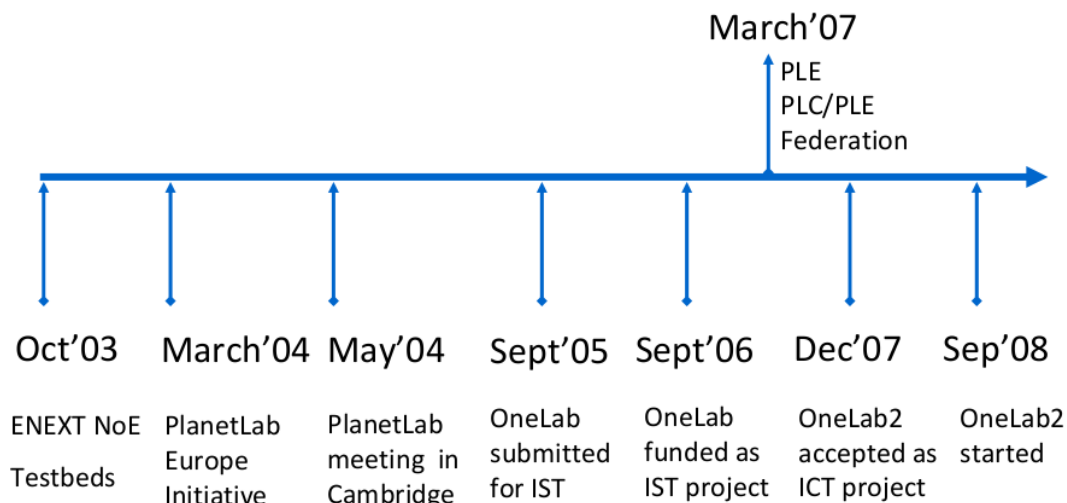 March’07
PLE
PLC/PLE
Federation
Oct’03
March’04
May’04
Sept’05
Sept’06
Dec’07
Sep’08
ENEXT NoE
Testbeds
PlanetLab
Europe
Initiative
PlanetLab
meeting in
Cambridge
OneLab
submitted
for IST
OneLab
funded as
IST project
OneLab2
accepted as
ICT project
OneLab2
started